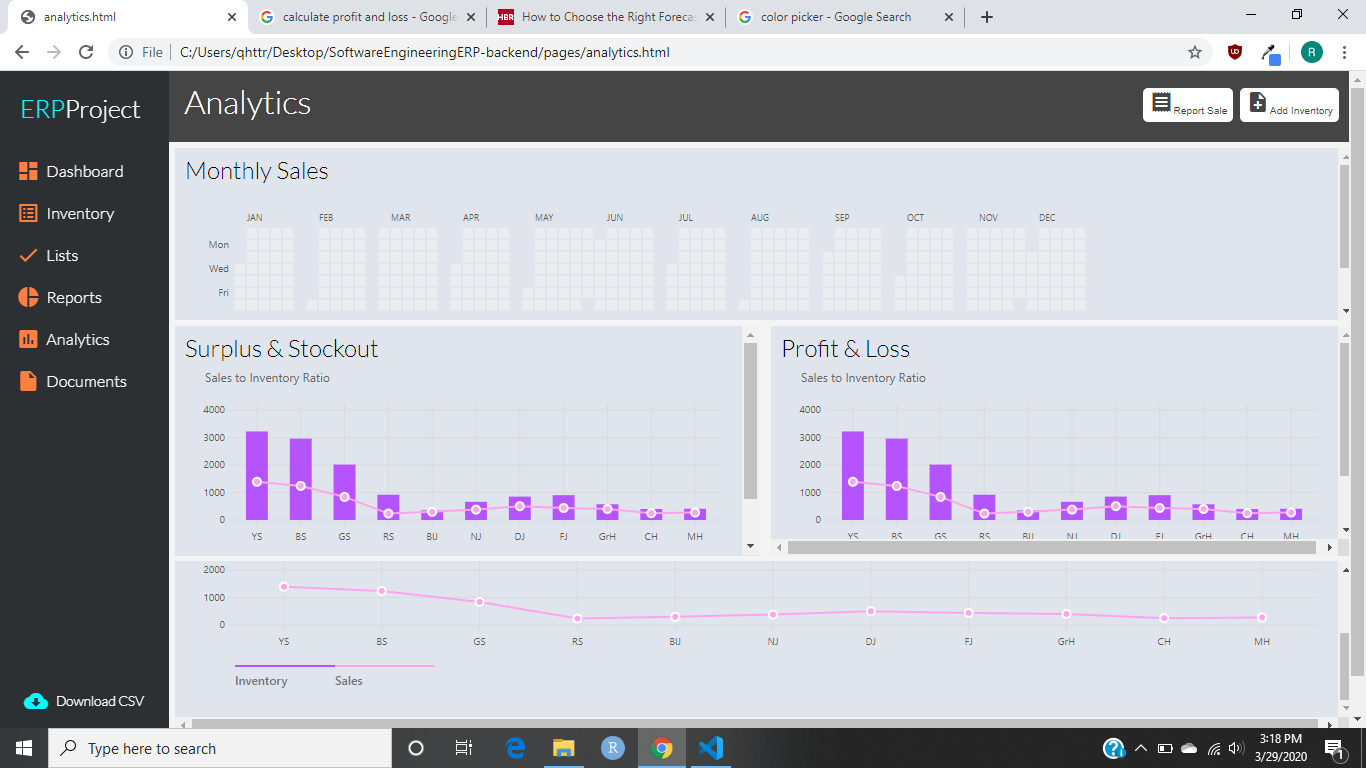 analytics.html
calculate profit and loss - Google
How to Choose the Right Forecas
color picker - Google Search
File
C:/Users/qhttr/Desktop/SoftwareEngineeringERP-backend/pages/analytics.html
R
ERPProject
Analytics
Report Sale
Add Inventory
Dashboard
Inventory
Lists
Reports
Analytics
Documents
Download CSV
Monthly Sales
JAN FEB MAR APR MAY JUN JUL AUG SEP OCT NOV DEC
Mon
Wed
Fri
Surplus & Stockout
Sales to Inventory Ratio
4000
3000
2000
1000
0
YS BS GS RS BIJ NJ DJ FJ GrH CH MH
Profit & Loss
Sales to Inventory Ratio
4000
3000
2000
1000
0
YS BS GS RS BIJ NJ DJ FJ GrH CH MH
2000
1000
0
YS BS GS RS BIJ NJ DJ FJ GrH CH MH
Inventory Sales
Type here to search
3:18 PM
3/29/2020
1